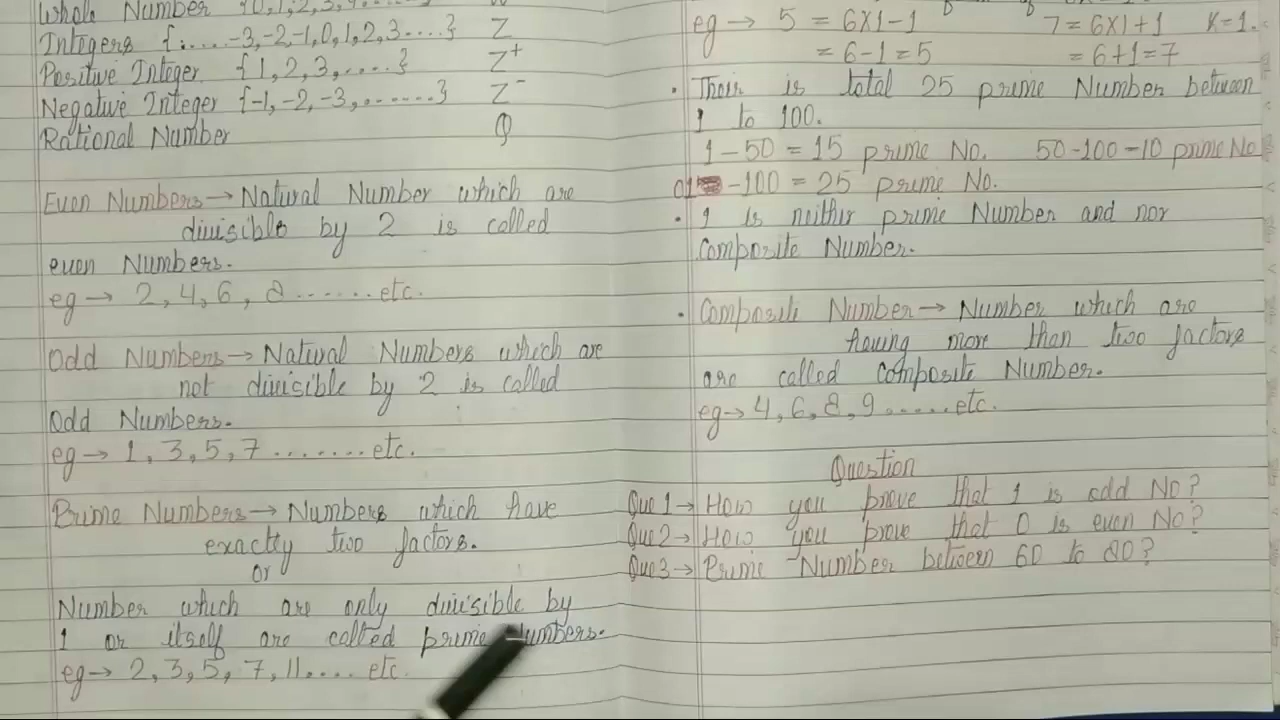 Whole Number {0,1,2,3,4.....
Integers {.....-3,-2,-1,0,1,2,3.....} Z
Positive Integer {1,2,3,.....} Z+
Negative Integer {-1,-2,-3,.......} Z-
Rational Number Q
Even Numbers→ Natural Number which are
divisible by 2 is called
even Numbers.
eg→ 2,4,6,8.......etc.
Odd Numbers→ Natural Numbers which are
not divisible by 2 is called
Odd Numbers.
eg→ 1,3,5,7........etc.
Prime Numbers→ Numbers which have
exactly two factors.
or
Number which are only divisible by
1 or itself are called prime Numbers.
eg→ 2,3,5,7,11..... etc.
eg→ 5 = 6x1-1 7=6x1+1 K=1.
= 6-1=5 =6+1=7
. Their is total 25 prime Number between
1 to 100.
1-50 = 15 prime No. 50-100-10 prime No
01 -100 = 25 prime No.
. 1 is neither prime Number and nor
Composite Number.
. Composite Number→ Number which are
having more than two factors
are called composite Number.
eg→ 4,6,8,9......etc.
Question
Que1→ How you prove that 1 is odd No?
Que2→ How you prove that 0 is even No?
Que3→ Prime Number between 60 to 80?